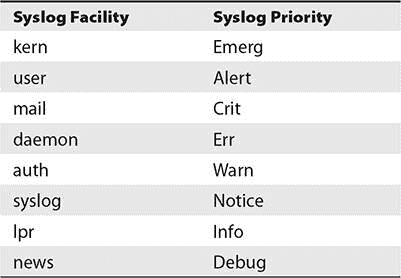 Syslog Facility Syslog Priority
kern Emerg
user Alert
mail Crit
daemon Err
auth Warn
syslog Notice
lpr Info
news Debug